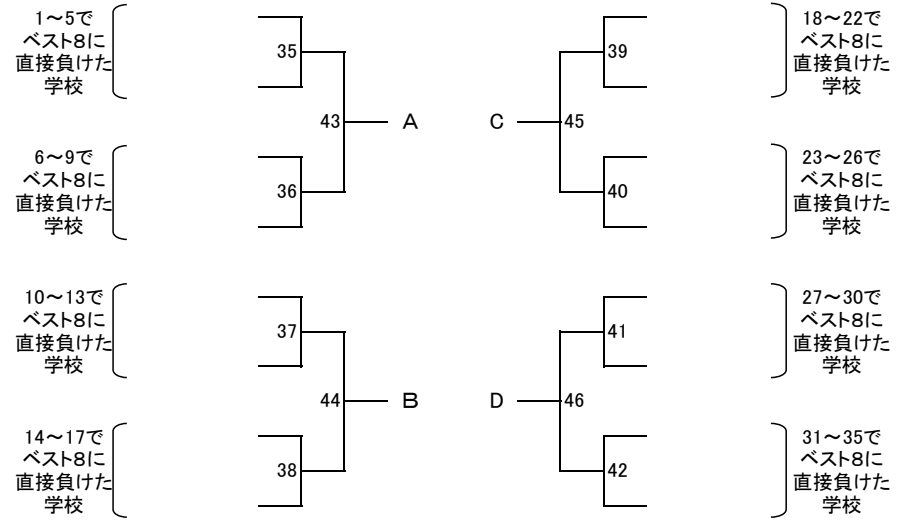 1～5で
ベスト8に
直接負けた
学校
35
43
A
6～9で
ベスト8に
直接負けた
学校
36
10～13で
ベスト8に
直接負けた
学校
37
44
B
14～17で
ベスト8に
直接負けた
学校
38
18～22で
ベスト8に
直接負けた
学校
39
C
45
23～26で
ベスト8に
直接負けた
学校
40
27～30で
ベスト8に
直接負けた
学校
41
D
46
31～35で
ベスト8に
直接負けた
学校
42